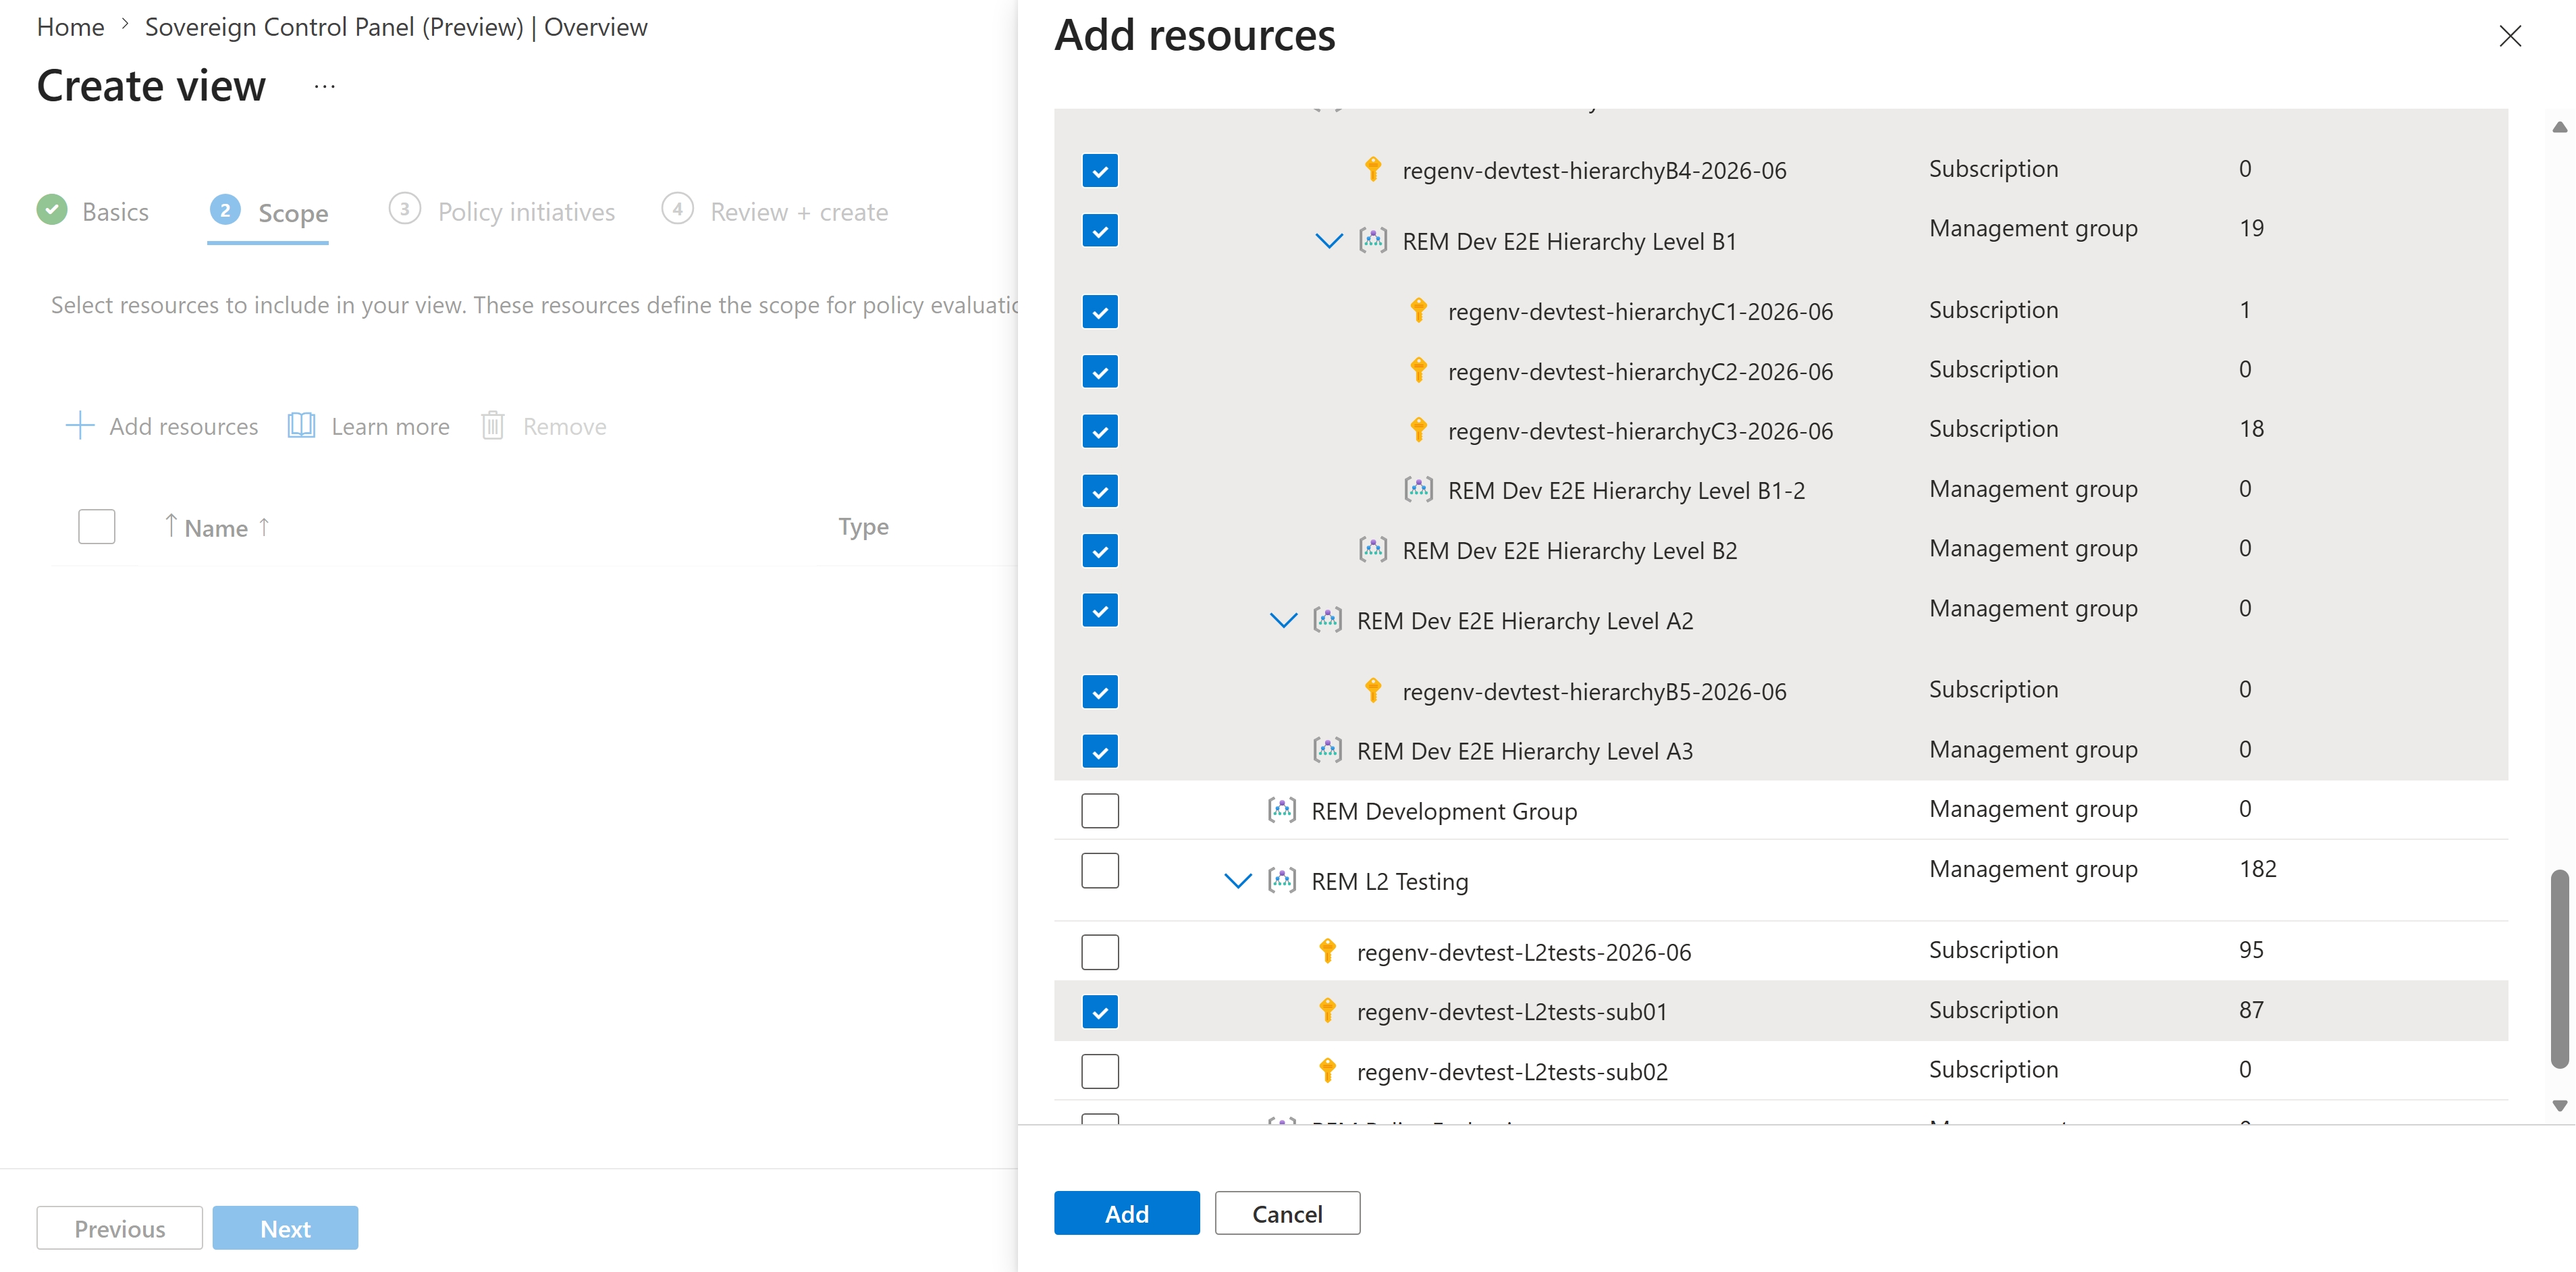 Home > Sovereign Control Panel (Preview) | Overview
Create view ...
Basics 2 Scope 3 Policy initiatives 4 Review + create
Select resources to include in your view. These resources define the scope for policy
Add resources Learn more Remove
↑ Name ↑ Type
Previous Next
Add resources
regenv-devtest-hierarchyB4-2026-06 Subscription 0
REM Dev E2E Hierarchy Level B1 Management group 19
regenv-devtest-hierarchyC1-2026-06 Subscription 1
regenv-devtest-hierarchyC2-2026-06 Subscription 0
regenv-devtest-hierarchyC3-2026-06 Subscription 18
REM Dev E2E Hierarchy Level B1-2 Management group 0
REM Dev E2E Hierarchy Level B2 Management group 0
REM Dev E2E Hierarchy Level A2 Management group 0
regenv-devtest-hierarchyB5-2026-06 Subscription 0
REM Dev E2E Hierarchy Level A3 Management group 0
REM Development Group Management group 0
REM L2 Testing Management group 182
regenv-devtest-L2tests-2026-06 Subscription 95
regenv-devtest-L2tests-sub01 Subscription 87
regenv-devtest-L2tests-sub02 Subscription 0
Add Cancel